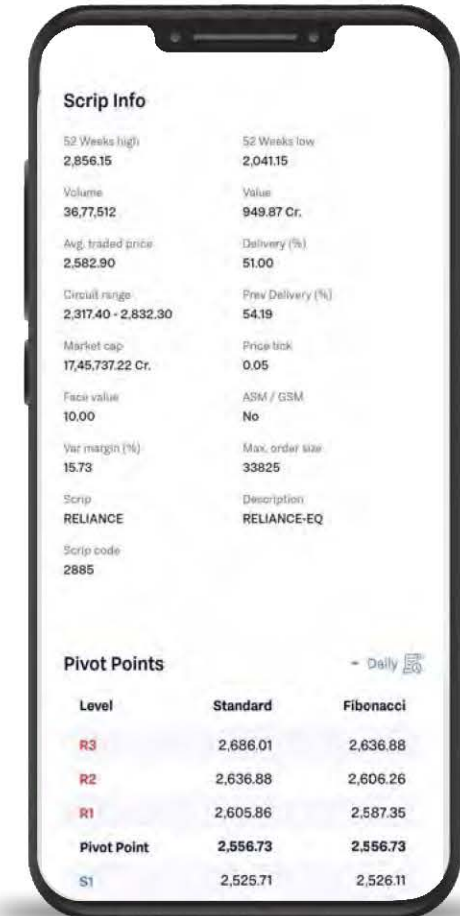 Scrip Info
52 Weeks high 52 Weeks low
2,856.15 2,041.15
Volume Value
36,77,512 949.87 Cr.
Avg. traded price Delivery (%)
2,582.90 51.00
Circuit range Prev Delivery (%)
2,317.40 - 2,832.30 54.19
Market cap Price tick
17,45,737.22 Cr. 0.05
Face value ASM / GSM
10.00 No
Var margin (%) Max. order size
15.73 33825
Scrip Description
RELIANCE RELIANCE-EQ
Scrip code
2885
Pivot Points - Daily
Level Standard Fibonacci
R3 2,686.01 2,636.88
R2 2,636.88 2,606.26
R1 2,605.86 2,587.35
Pivot Point 2,556.73 2,556.73
S1 2,525.71 2,526.11